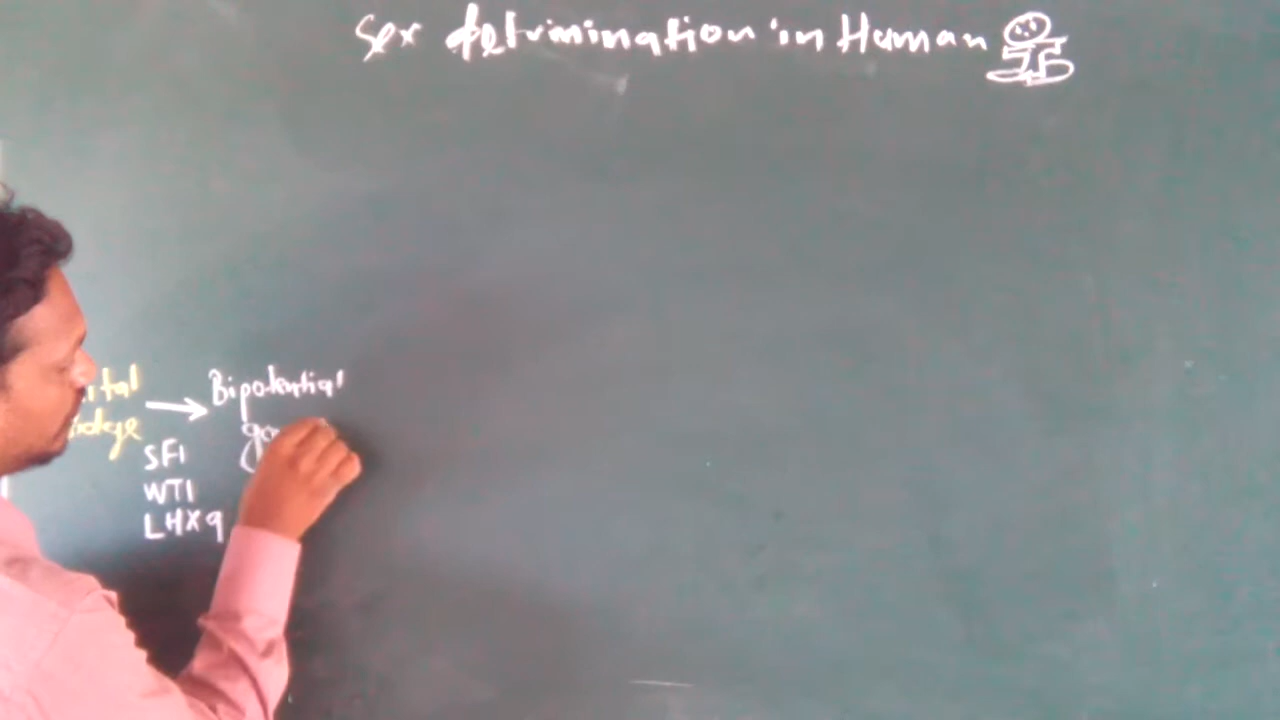 Sex determination in Human
Bipotential
SF1
WT1
LHX9